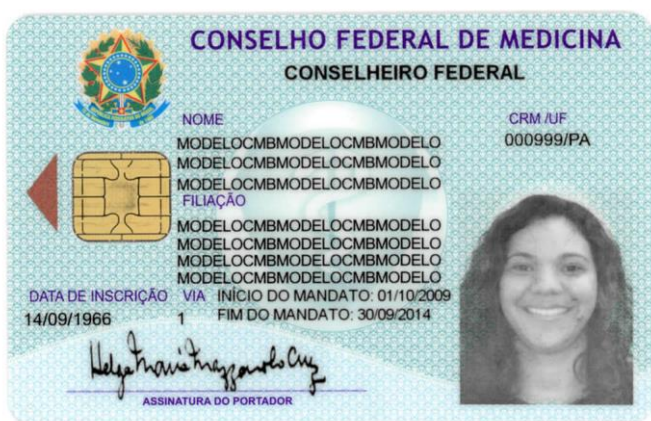 CONSELHO FEDERAL DE MEDICINA
CONSELHEIRO FEDERAL
NOME
MODELOCMBMODELOCMBMODELO
MODELOCMBMODELOCMBMODELO
MODELOCMBMODELOCMBMODELO
CRM /UF
000999/PA
FILIAÇÃO
MODELOCMBMODELOCMBMODELO
MODELOCMBMODELOCMBMODELO
MODELOCMBMODELOCMBMODELO
MODELOCMBMODELOCMBMODELO
DATA DE INSCRIÇÃO
14/09/1966
VIA
1
INÍCIO DO MANDATO: 01/10/2009
FIM DO MANDATO: 30/09/2014
ASSINATURA DO PORTADOR